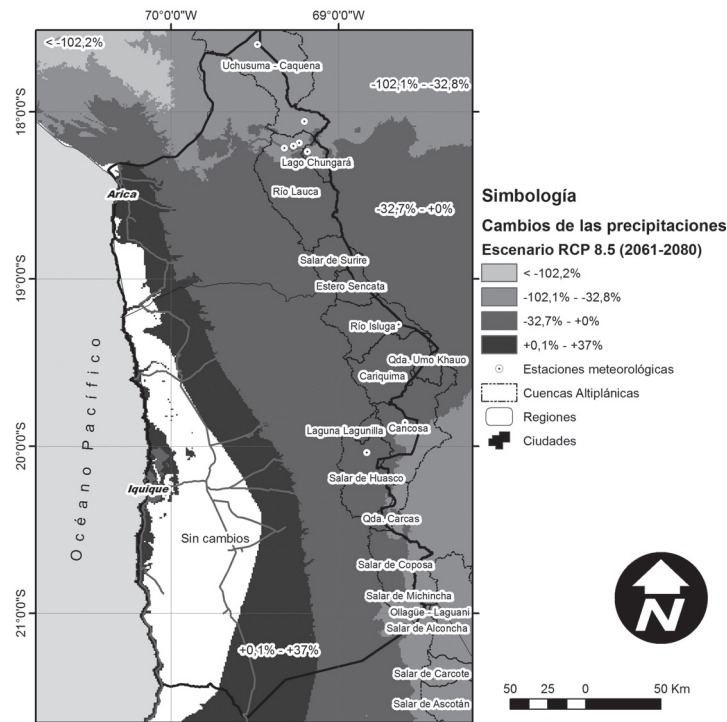 70°0'0"W
69°0'0"W
< -102,2%
Uchusuma - Caquena
-102,1% - -32,8%
18°0'0"S
Lago Chungará
Río Lauca
Arica
-32,7% - +0%
Salar de Surire
19°0'0"S
Estero Sencata
Río Isluga
Qda. Umo Khauo
Cariquima
Laguna Lagunilla
Cancosa
20°0'0"S
Salar de Huasco
Iquique
Qda. Carcas
Océano Pacífico
Sin cambios
Salar de Coposa
Salar de Michincha
21°0'0"S
Ollagüe - Laguani
Salar de Alconcha
+0,1% - +37%
Salar de Carcote
Salar de Ascotán
Simbología
Cambios de las precipitaciones
Escenario RCP 8.5 (2061-2080)
< -102,2%
-102,1% - -32,8%
-32,7% - +0%
+0,1% - +37%
Estaciones meteorológicas
Cuencas Altiplánicas
Regiones
Ciudades
N
50 25 0 50 Km